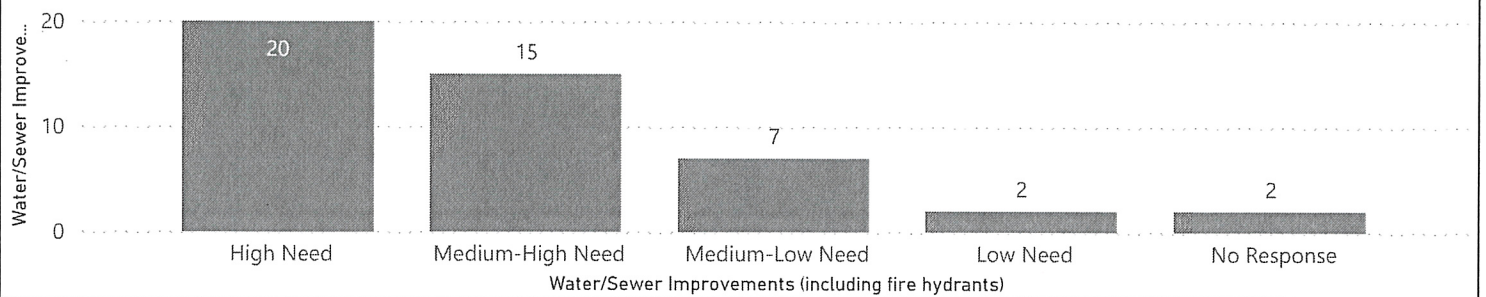 Water/Sewer Improve...
20
10
0
20
15
7
2
2
High Need
Medium-High Need
Medium-Low Need
Low Need
No Response
Water/Sewer Improvements (including fire hydrants)